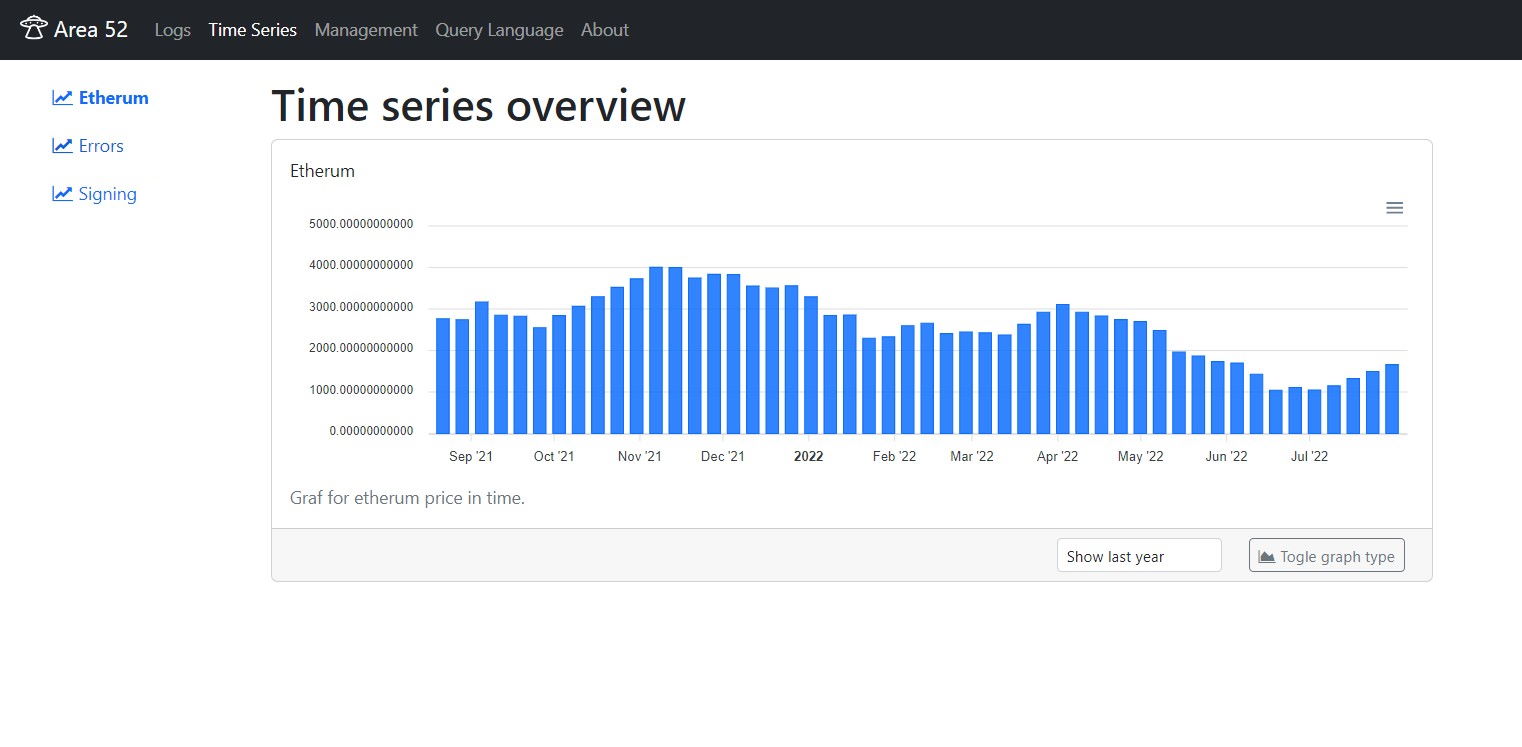 Area 52 Logs Time Series Management Query Language About
Etherum
Errors
Signing
Time series overview
Etherum
5000.00000000000
4000.00000000000
3000.00000000000
2000.00000000000
1000.00000000000
0.00000000000
Sep '21 Oct '21 Nov '21 Dec '21 2022 Feb '22 Mar '22 Apr '22 May '22 Jun '22 Jul '22
Graf for etherum price in time.
Show last year Togle graph type